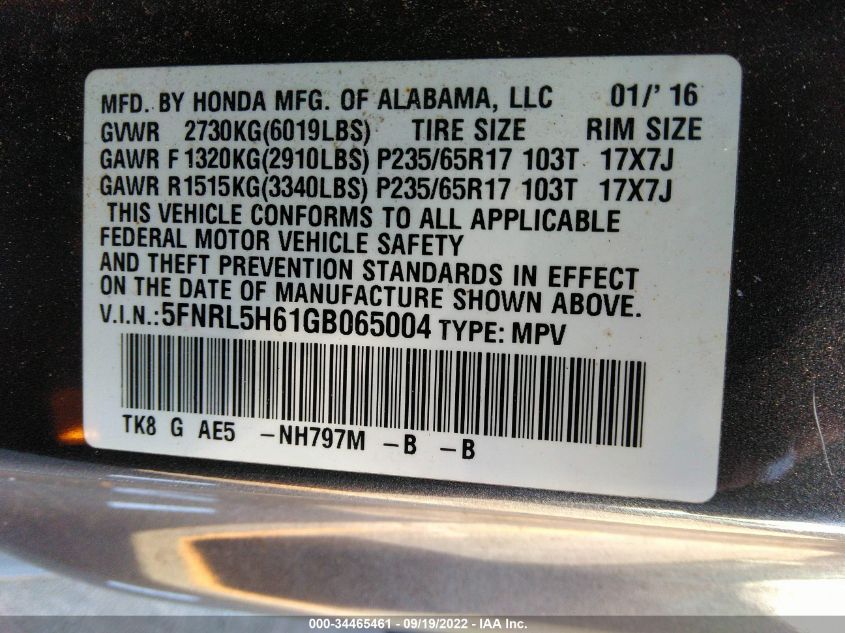 MFD. BY HONDA MFG. OF ALABAMA, LLC 01/' 16
GVWR 2730KG(6019LBS) TIRE SIZE RIM SIZE
GAWR F 1320KG(2910LBS) P235/65R17 103T 17X7J
GAWR R1515KG(3340LBS) P235/65R17 103T 17X7J
THIS VEHICLE CONFORMS TO ALL APPLICABLE
FEDERAL MOTOR VEHICLE SAFETY
AND THEFT PREVENTION STANDARDS IN EFFECT
ON THE DATE OF MANUFACTURE SHOWN ABOVE.
V.I.N.:5FNRL5H61GB065004 TYPE: MPV
TK8 G AE5 -NH797M -B -B
000-34465461 - 09/19/2022 - IAA Inc.